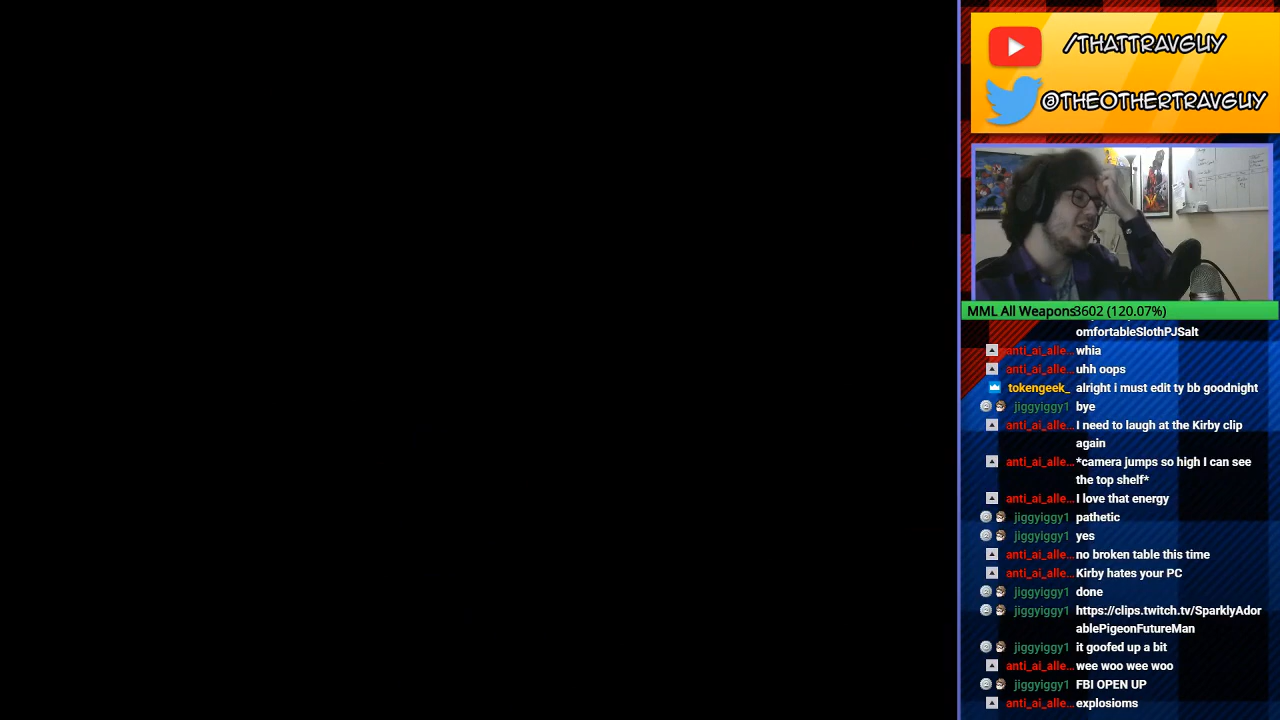 /THATTRAVGUY
@THEOTHERTRAVGUY
MML All Weapons 3602 (120.07%)
omfortableSlothPJSalt
anti_ai_alle... whia
anti_ai_alle... uhh oops
tokengeek_ alright i must edit ty bb goodnight
jiggyiggy1 bye
anti_ai_alle... I need to laugh at the Kirby clip
again
anti_ai_alle... *camera jumps so high I can see
the top shelf*
anti_ai_alle... I love that energy
jiggyiggy1 pathetic
jiggyiggy1 yes
anti_ai_alle... no broken table this time
anti_ai_alle... Kirby hates your PC
jiggyiggy1 done
jiggyiggy1 https://clips.twitch.tv/SparklyAdor
ablePigeonFutureMan
jiggyiggy1 it goofed up a bit
anti_ai_alle... wee woo wee woo
jiggyiggy1 FBI OPEN UP
anti_ai_alle... explosioms